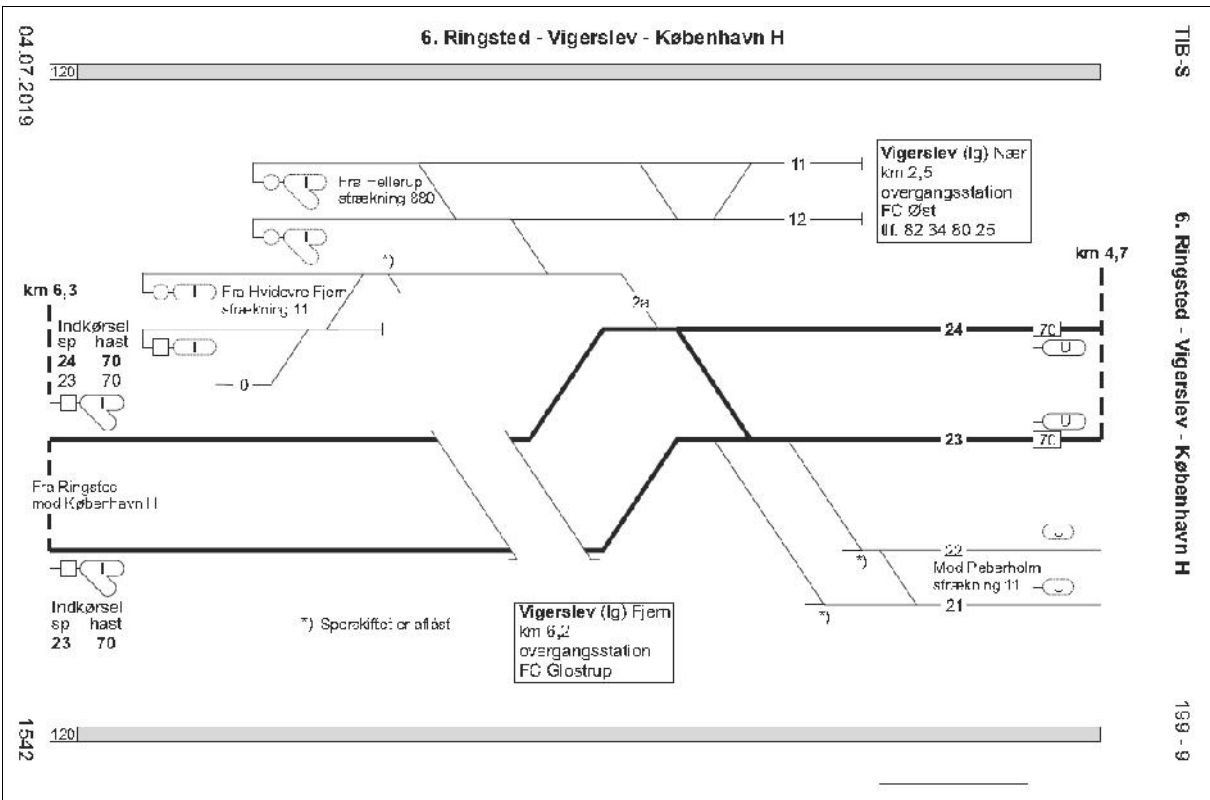 6. Ringsted - Vigerslev - København H
TIB-S
04.07.2019
120
11
Vigerslev (lg) Nær
km 2,5
overgangsstation
FC Øst
tlf. 82 34 80 25
I
Fra Hellerup
strækning 880
12
I
*)
km 4,7
I
Fra Hvidovre Fjern
strækning 11
2a
km 6,3
Indkørsel
sp hast
24 70
23 70
I
I
0
24
70
U
U
23
70
6. Ringsted - Vigerslev - København H
Fra Ringsted
mod København H
I
Indkørsel
sp hast
23 70
*) Sporskiftet er aflåst
Vigerslev (lg) Fjern
km 6,2
overgangsstation
FC Glostrup
22
U
*)
Mod Peberholm
strækning 11
U
21
*)
1542
120
199 - 9